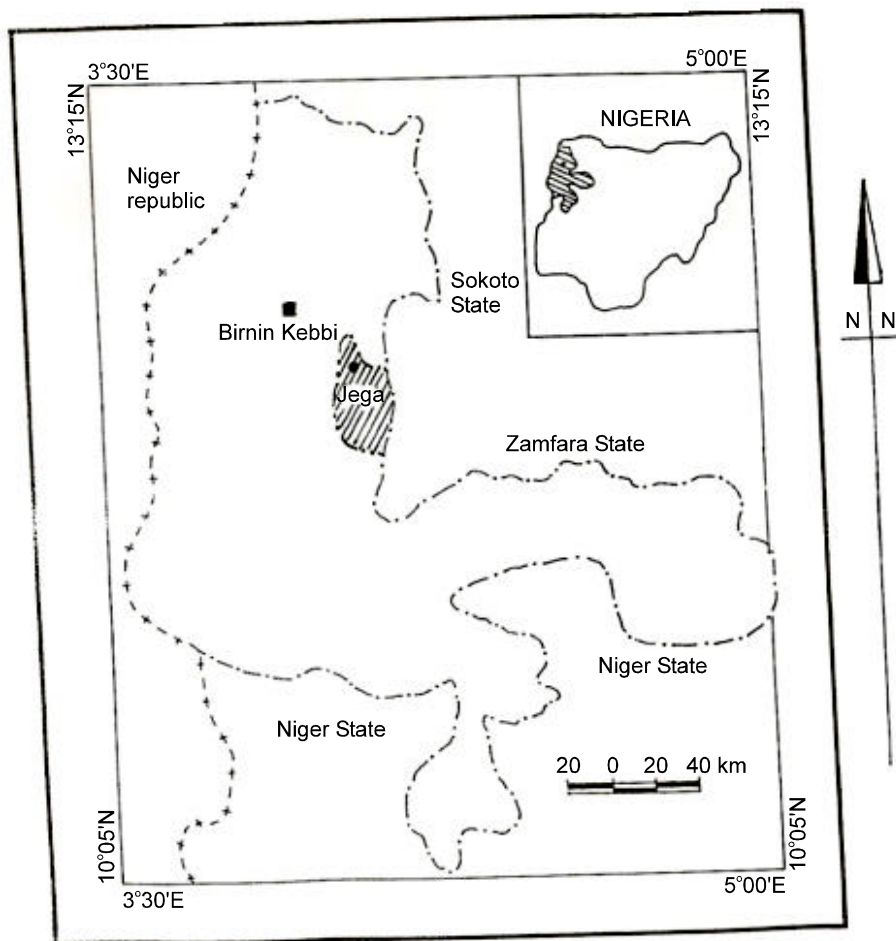 3°30'E
5°00'E
13°15'N
13°15'N
NIGERIA
Niger
republic
Sokoto
State
Birnin Kebbi
N N
Jega
Zamfara State
Niger State
Niger State
20 0 20 40 km
10°05'N
10°05'N
3°30'E
5°00'E